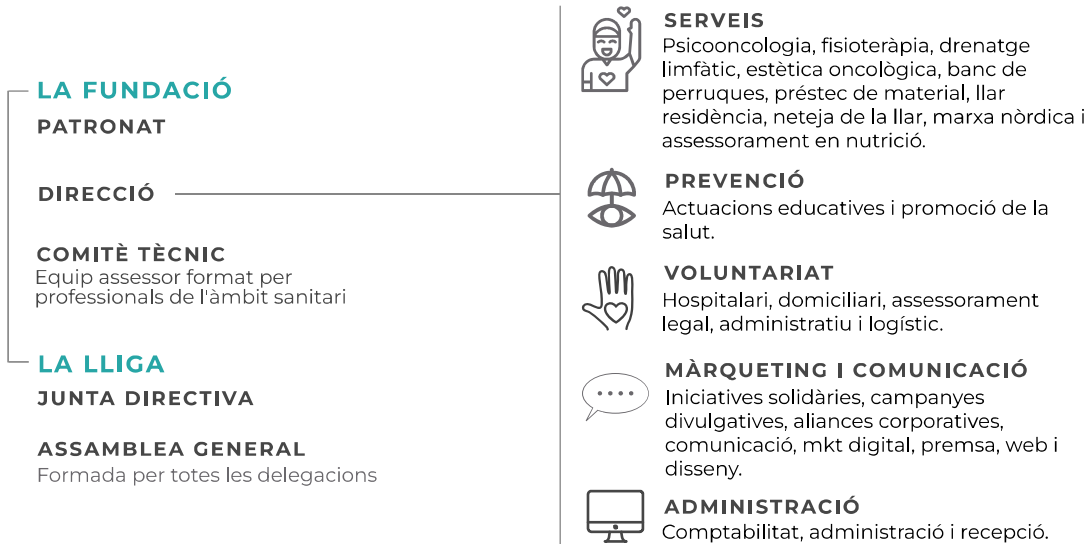 LA FUNDACIÓ
PATRONAT
DIRECCIÓ
COMITÈ TÈCNIC
Equip assessor format per
professionals de l'àmbit sanitari
LA LLIGA
JUNTA DIRECTIVA
ASSAMBLEA GENERAL
Formada per totes les delegacions
SERVEIS
Psicooncologia, fisioteràpia, drenatge
limfàtic, estètica oncològica, banc de
perruques, préstec de material, llar
residència, neteja de la llar, marxa nòrdica i
assessorament en nutrició.
PREVENCIÓ
Actuacions educatives i promoció de la
salut.
VOLUNTARIAT
Hospitalari, domiciliari, assessorament
legal, administratiu i logístic.
MÀRQUETING I COMUNICACIÓ
Iniciatives solidàries, campanyes
divulgatives, aliances corporatives,
comunicació, mkt digital, premsa, web i
disseny.
ADMINISTRACIÓ
Comptabilitat, administració i recepció.